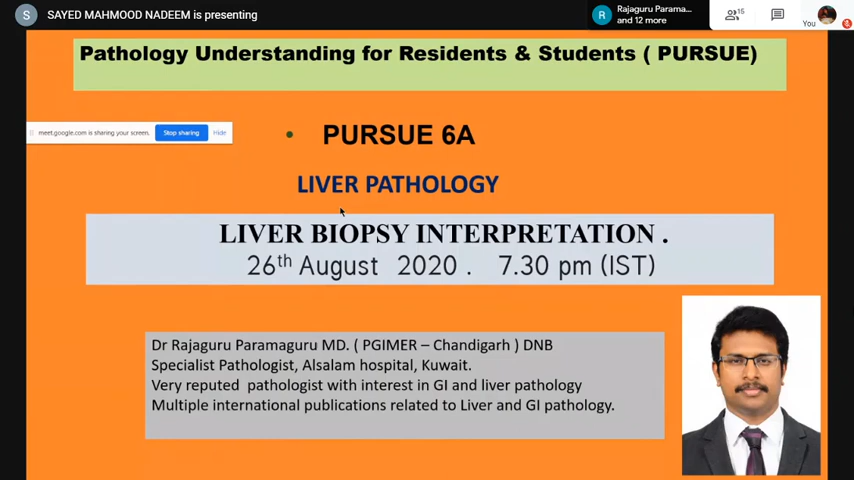 S SAYED MAHMOOD NADEEM is presenting
R Rajaguru Parama...
and 12 more
15
You
Pathology Understanding for Residents & Students ( PURSUE)
meet.google.com is sharing your screen. Stop sharing Hide
• PURSUE 6A
LIVER PATHOLOGY
LIVER BIOPSY INTERPRETATION .
26th August 2020 . 7.30 pm (IST)
Dr Rajaguru Paramaguru MD. ( PGIMER – Chandigarh ) DNB
Specialist Pathologist, Alsalam hospital, Kuwait.
Very reputed pathologist with interest in GI and liver pathology
Multiple international publications related to Liver and GI pathology.